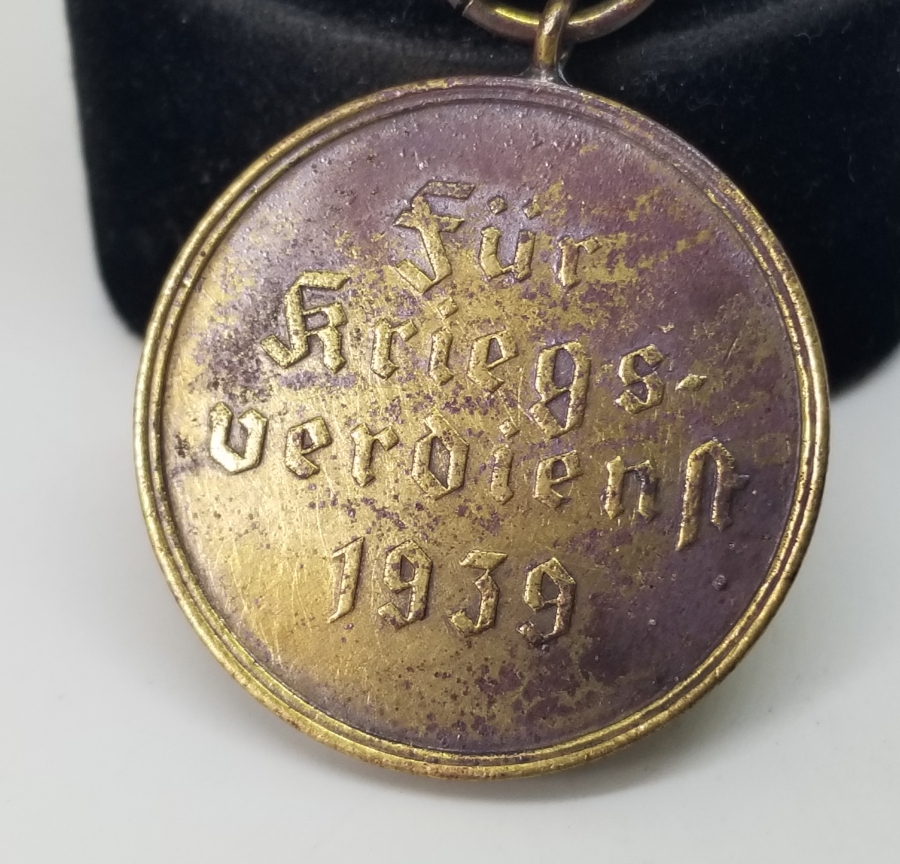 Für
Kriegs-
verdienst
1939